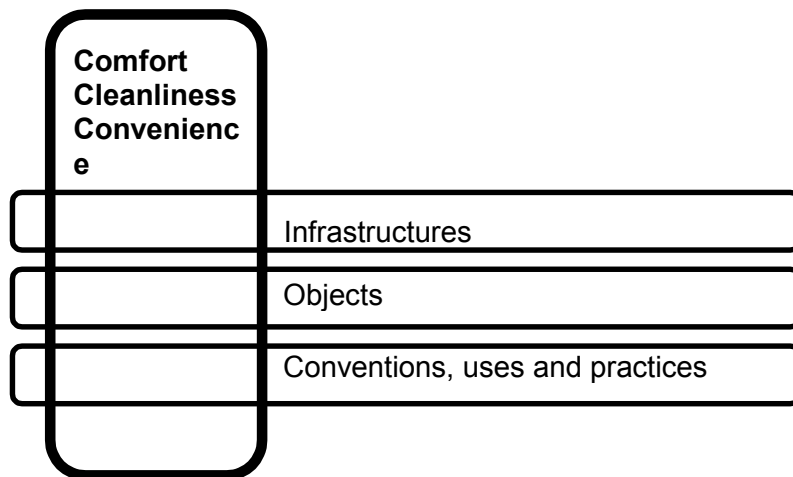 Comfort
Cleanliness
Convenienc
e
Infrastructures
Objects
Conventions, uses and practices